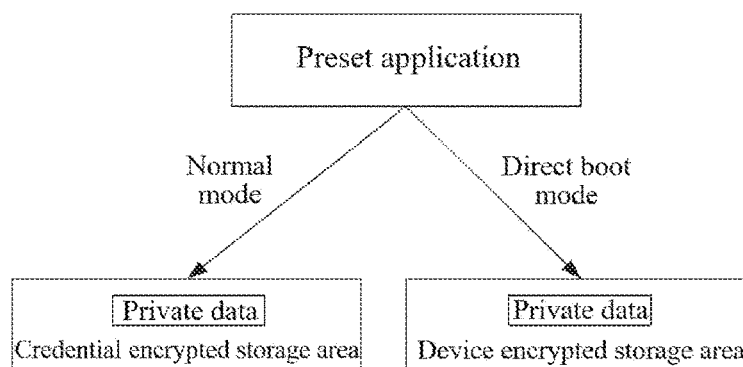 Preset application
Normal
mode
Direct boot
mode
Private data
Credential encrypted storage area
Private data
Device encrypted storage area